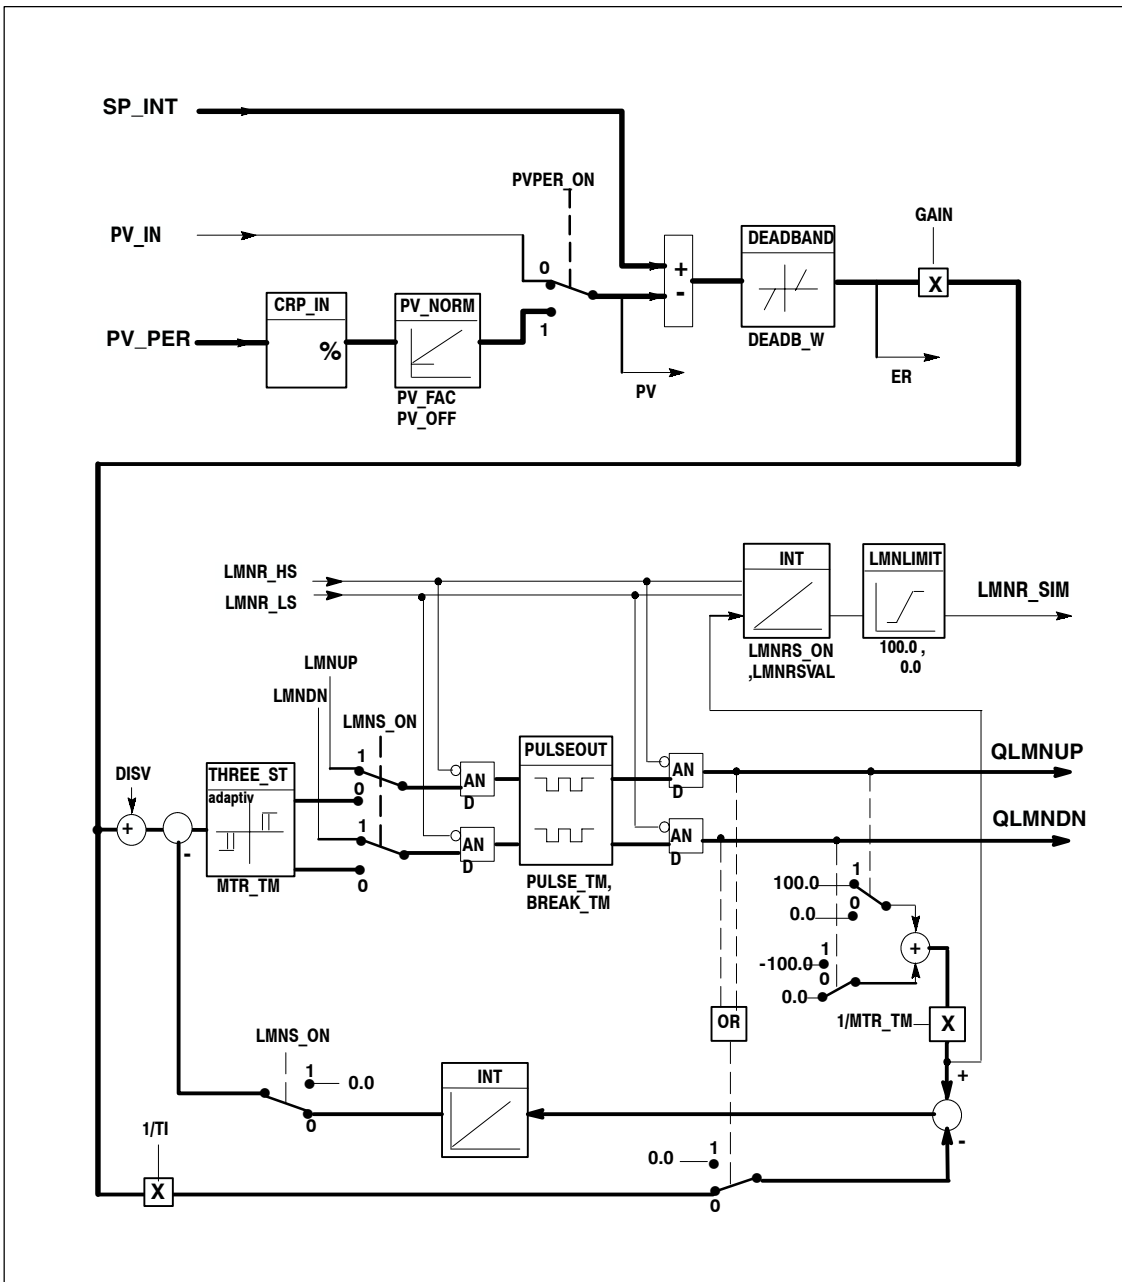 SP_INT
PVPER_ON
GAIN
PV_IN
DEADBAND
0
+
-
X
CRP_IN
PV_NORM
PV_PER
%
1
DEADB_W
PV_FAC
PV
ER
PV_OFF
INT
LMNLIMIT
LMNR_HS
LMNR_SIM
LMNR_LS
LMNRS_ON
100.0 ,
,LMNRSVAL
0.0
LMNUP
LMNDN
LMNS_ON
PULSEOUT
QLMNUP
1
DISV
THREE_ST
AN
D
AN
D
0
adaptiv
QLMNDN
+
1
AN
D
AN
D
-
MTR_TM
0
PULSE_TM,
BREAK_TM
1
100.0
0
0.0
1
+
-100.0
0
0.0
OR
1/MTR_TM
X
LMNS_ON
1
0.0
INT
+
0
1/TI
-
1
0.0
X
0